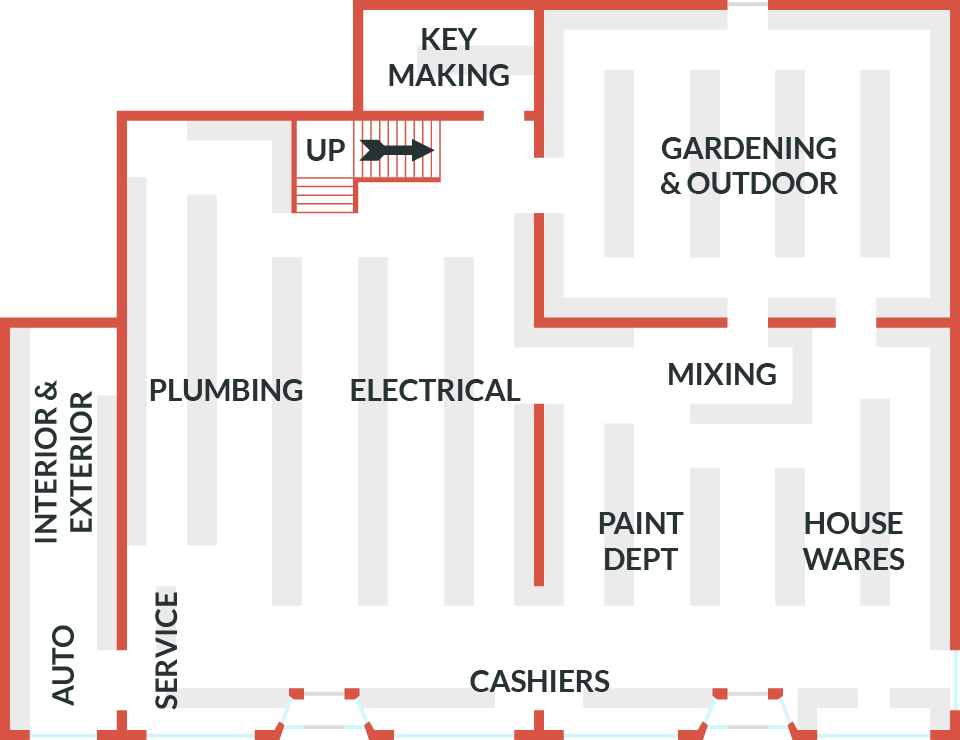 KEY
MAKING
UP
GARDENING
& OUTDOOR
MIXING
PLUMBING
ELECTRICAL
INTERIOR &
EXTERIOR
PAINT
DEPT
HOUSE
WARES
AUTO
SERVICE
CASHIERS